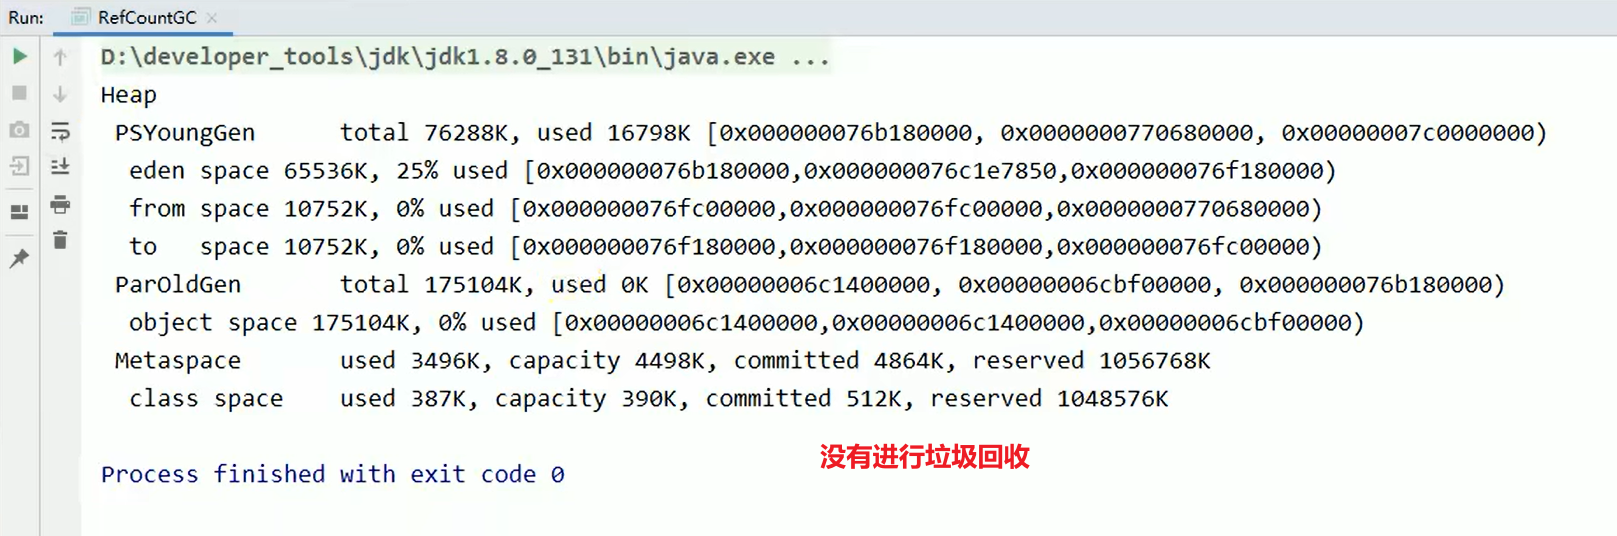 Run: RefCountGC ×
D:\developer_tools\jdk\jdk1.8.0_131\bin\java.exe ...
Heap
PSYoungGen total 76288K, used 16798K [0x000000076b180000, 0x0000000770680000, 0x00000007c0000000)
eden space 65536K, 25% used [0x000000076b180000,0x000000076c1e7850,0x000000076f180000)
from space 10752K, 0% used [0x000000076fc00000,0x000000076fc00000,0x0000000770680000)
to space 10752K, 0% used [0x000000076f180000,0x000000076f180000,0x000000076fc00000)
ParOldGen total 175104K, used 0K [0x00000006c1400000, 0x00000006cbf00000, 0x000000076b180000)
object space 175104K, 0% used [0x00000006c1400000,0x00000006c1400000,0x00000006cbf00000)
Metaspace used 3496K, capacity 4498K, committed 4864K, reserved 1056768K
class space used 387K, capacity 390K, committed 512K, reserved 1048576K
没有进行垃圾回收
Process finished with exit code 0